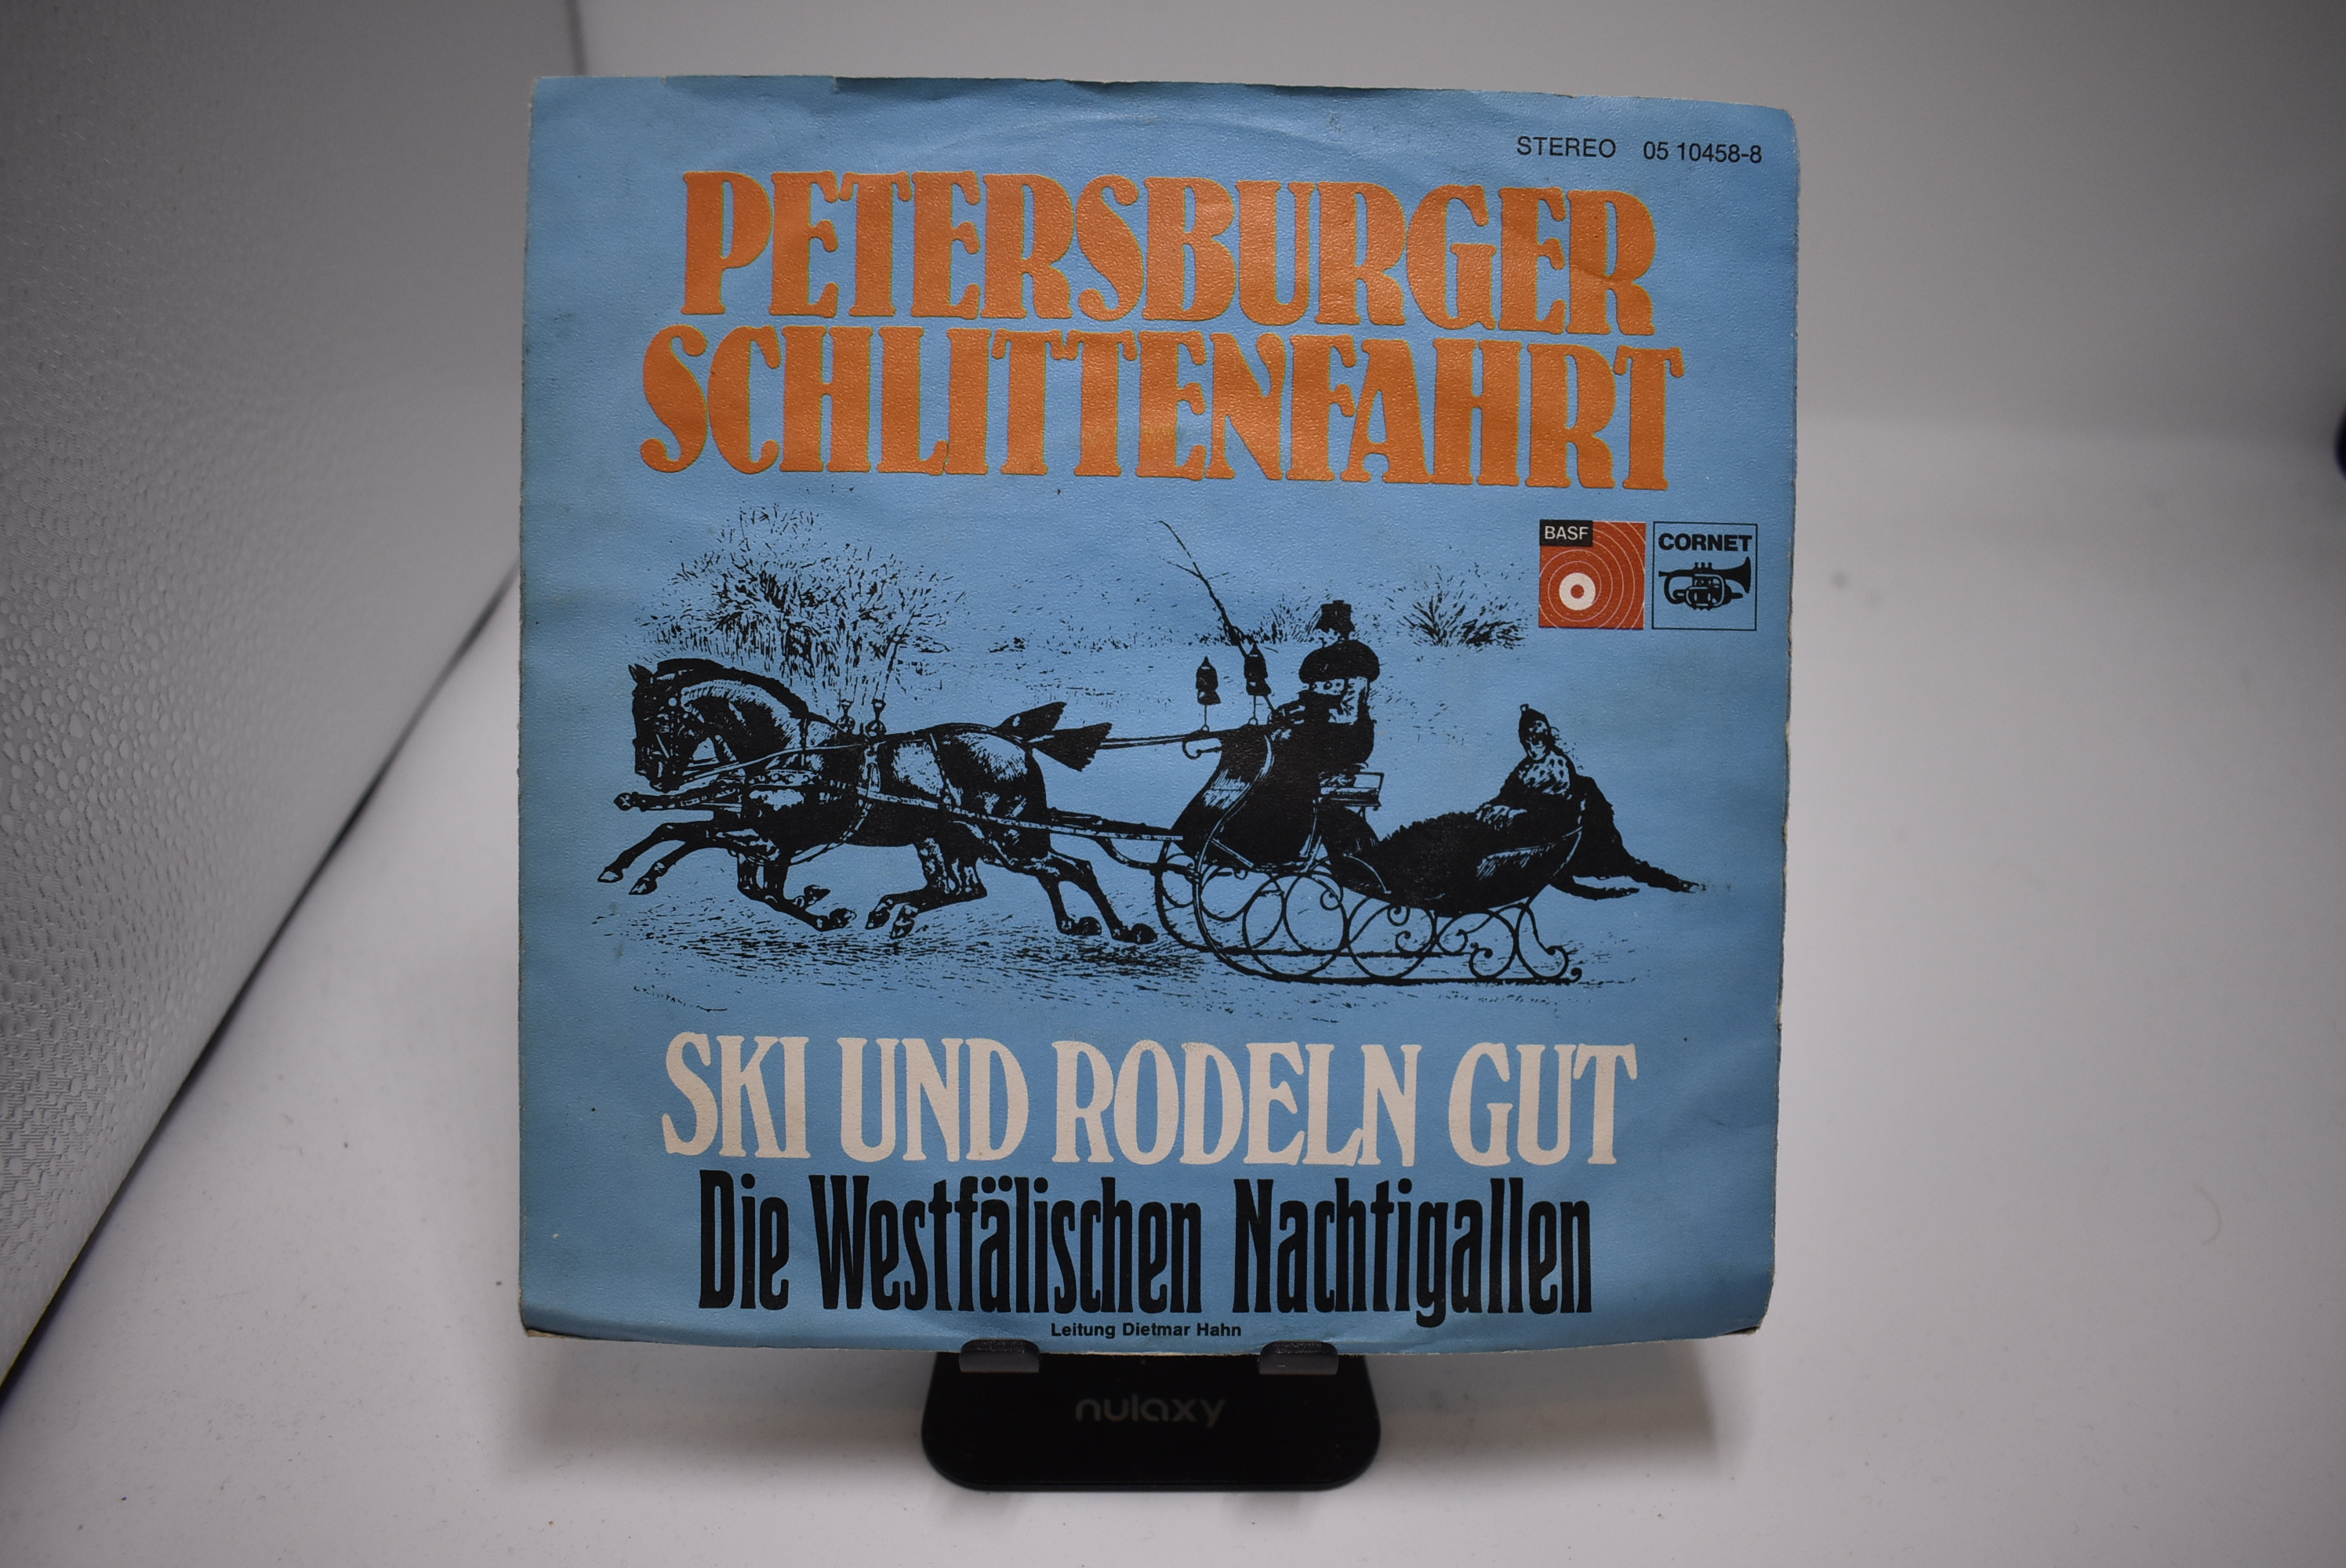 STEREO 05 10458-8
PETERSBURGER
SCHLITTENFAHRT
BASF
CORNET
SKI UND RODELN GUT
Die Westfälischen Nachtigallen
Leitung Dietmar Hahn
nulaxy